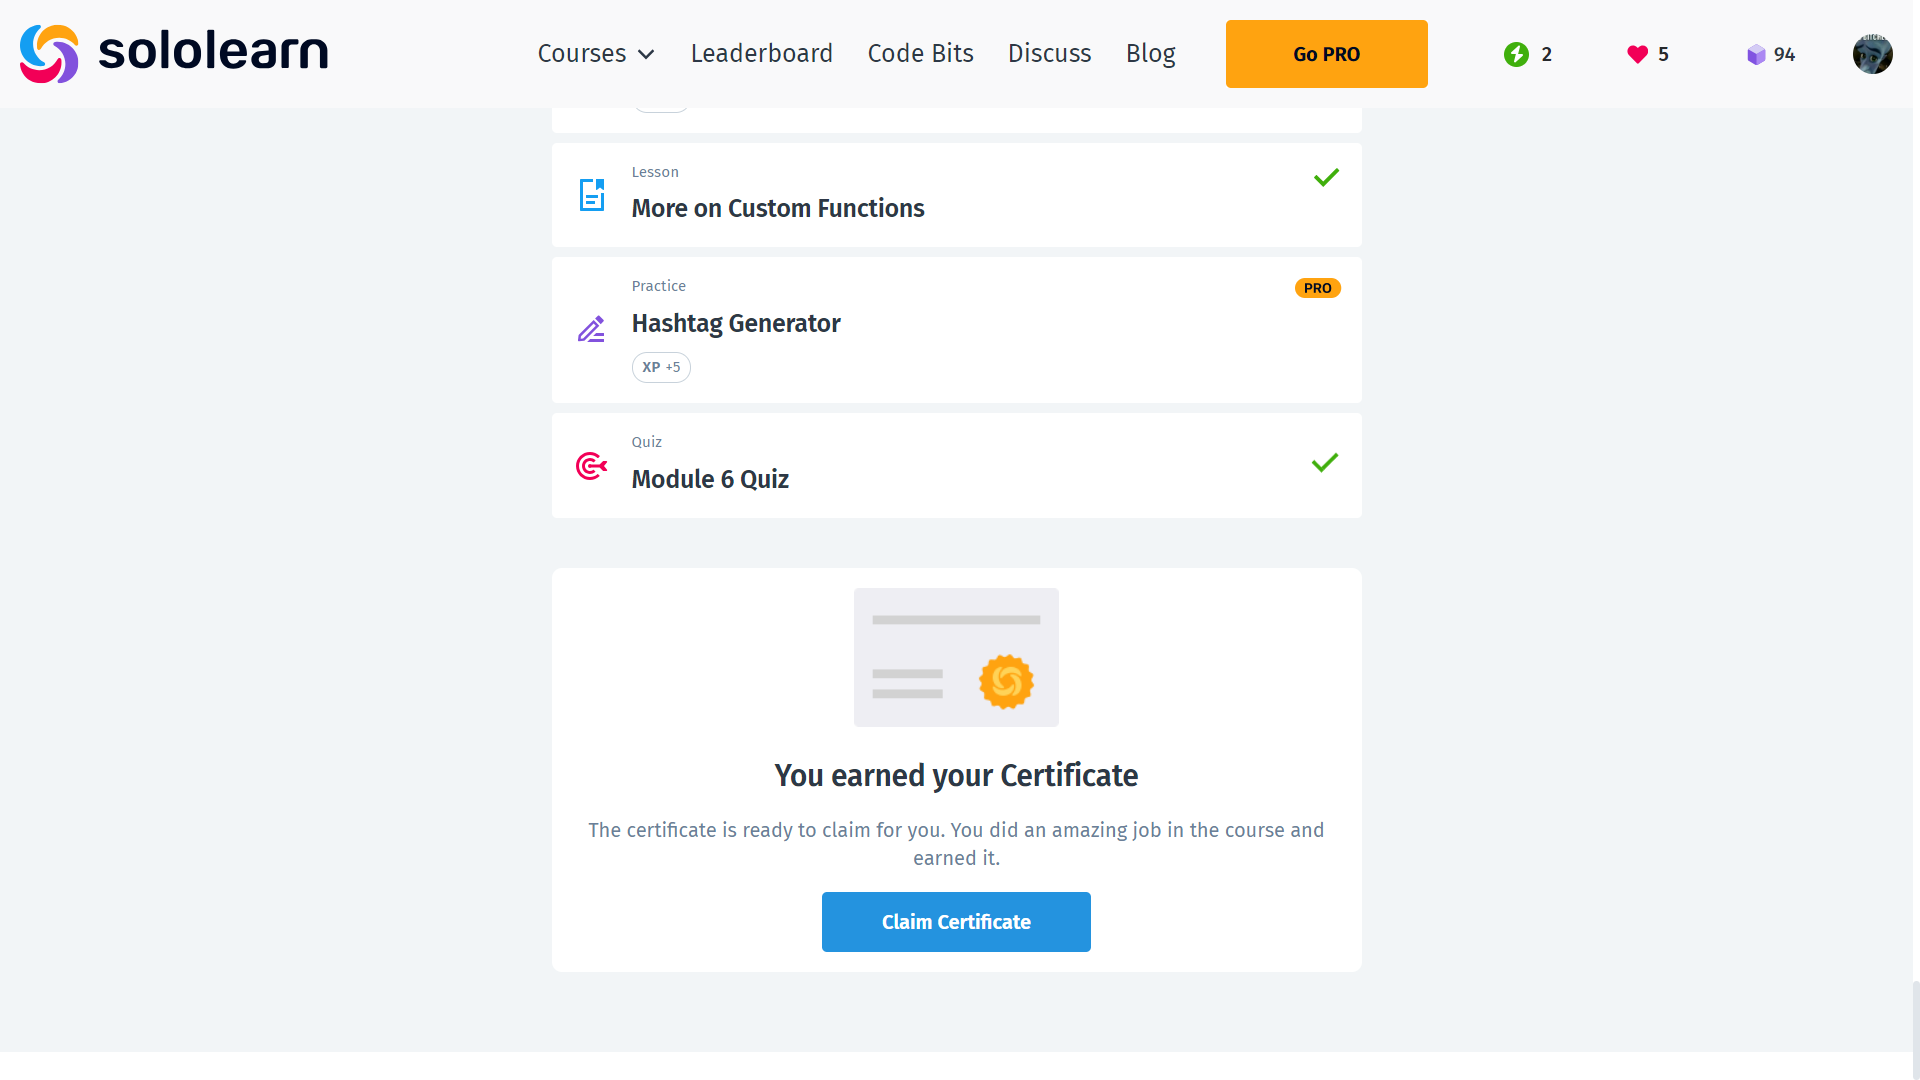 sololearn
Courses
Leaderboard
Code Bits
Discuss
Blog
Go PRO
2
5
94
Lesson
More on Custom Functions
Practice
PRO
Hashtag Generator
XP +5
Quiz
Module 6 Quiz
You earned your Certificate
The certificate is ready to claim for you. You did an amazing job in the course and
earned it.
Claim Certificate